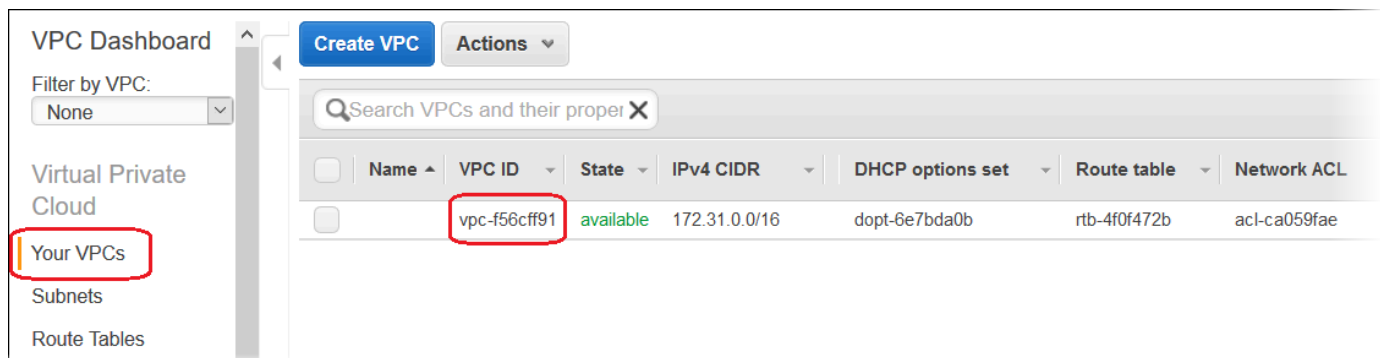 VPC Dashboard
Filter by VPC:
None
Virtual Private
Cloud
Your VPCs
Subnets
Route Tables
Create VPC Actions
Search VPCs and their proper
Name VPC ID State IPv4 CIDR DHCP options set Route table Network ACL
vpc-f56cff91 available 172.31.0.0/16 dopt-6e7bda0b rtb-4f0f472b acl-ca059fae